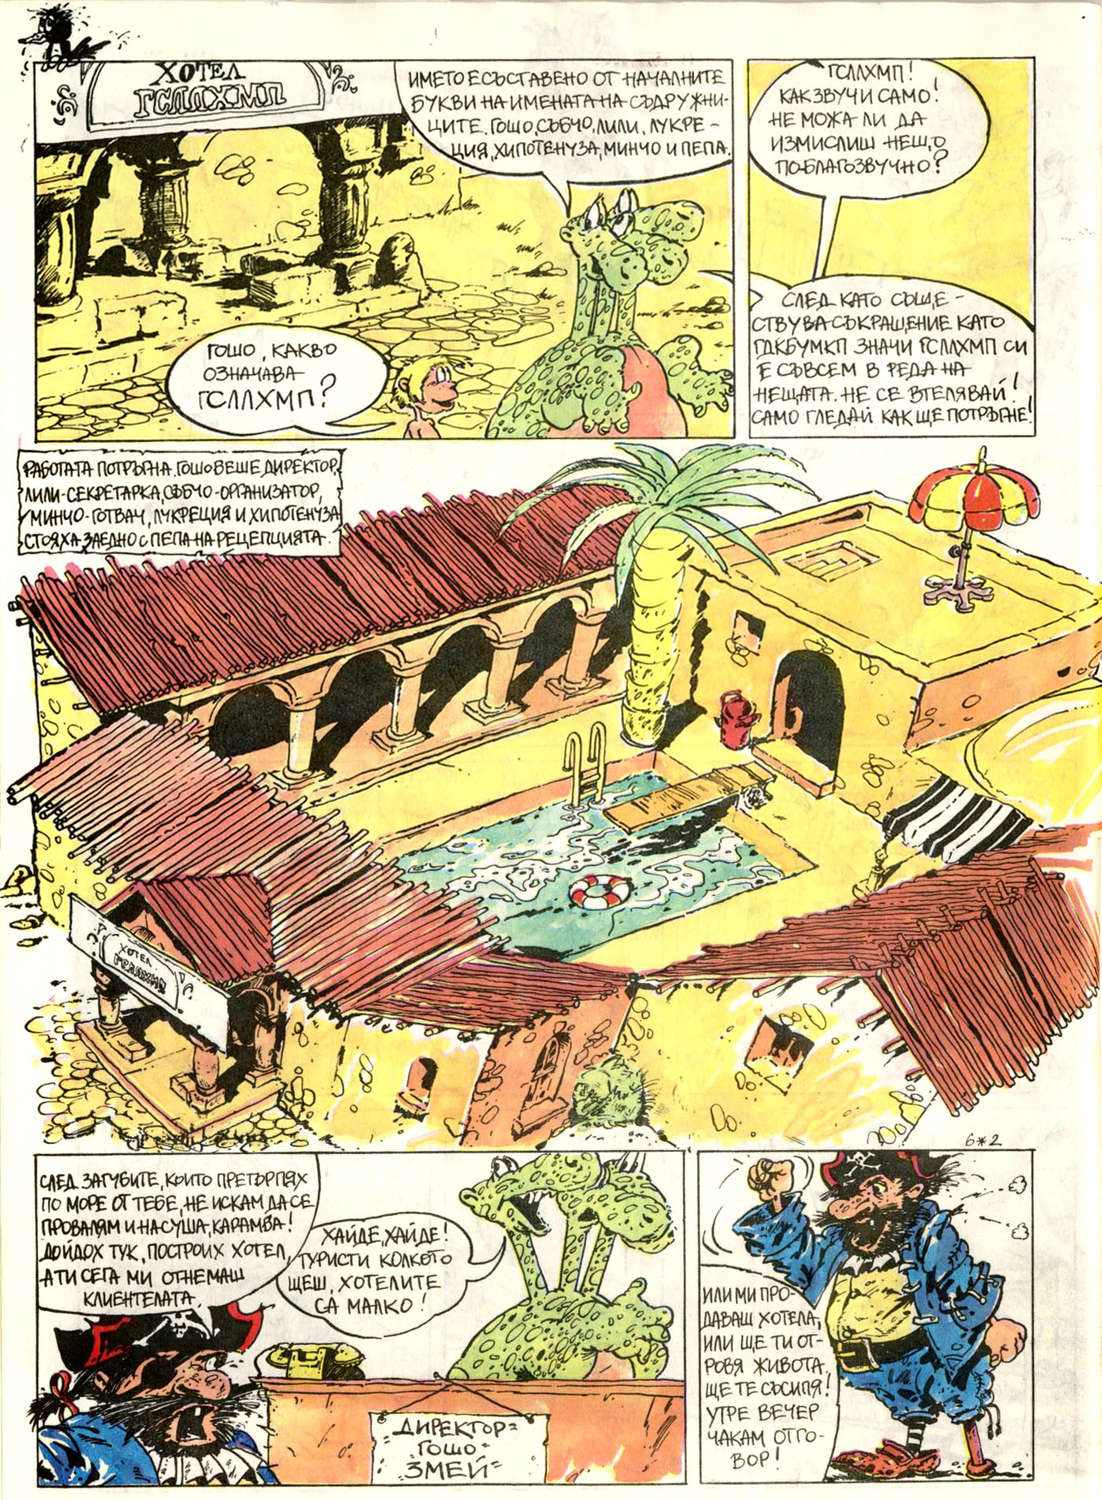 ХОТЕЛ
ГСЛЛХМП
ИМЕТО Е СЪСТАВЕНО ОТ НАЧАЛНИТЕ
БУКВИ НА ИМЕНАТА НА СЪДРУЖНИ-
ЦИТЕ. ГОШО, СЪБЧО, ЛИЛИ, ЛУКРЕ-
ЦИЯ, ХИПОТЕНУЗА, МИНЧО И ПЕПА.
ГОШО, КАКВО
ОЗНАЧАВА
ГСЛЛХМП?
ГСЛЛХМП!
КАК ЗВУЧИ САМО!
НЕ МОЖА ЛИ ДА
ИЗМИСЛИШ НЕЩО
ПО-БЛАГОЗВУЧНО?
СЛЕД КАТО СЪЩЕ-
СТВУВА СЪКРАЩЕНИЕ КАТО
ГДКБУМКП ЗНАЧИ ГСЛЛХМП СИ
Е СЪВСЕМ В РЕДА НА
НЕЩАТА. НЕ СЕ ВТЕЛЯВАЙ!
САМО ГЛЕДАЙ КАК ЩЕ ПОТРЪГНЕ!
РАБОТАТА ПОТРЪГНА. ГОШО БЕШЕ ДИРЕКТОР,
ЛИЛИ-СЕКРЕТАРКА, СЪБЧО-ОРГАНИЗАТОР,
МИНЧО-ГОТВАЧ, ЛУКРЕЦИЯ И ХИПОТЕНУЗА
СТОЯХА ЗАЕДНО С ПЕПА НА РЕЦЕПЦИЯТА.
ХОТЕЛ
ГСЛЛХМП
6*2
СЛЕД ЗАГУБИТЕ, КОИТО ПРЕТЪРПЯХ
ПО МОРЕ ОТ ТЕБЕ, НЕ ИСКАМ ДА СЕ
ПРОВАЛЯМ И НА СУША, КАРАМБА!
ДОЙДОХ ТУК, ПОСТРОИХ ХОТЕЛ,
А ТИ СЕГА МИ ОТНЕМАШ
КЛИЕНТЕЛАТА.
ХАЙДЕ, ХАЙДЕ!
ТУРИСТИ КОЛКОТО
ЩЕШ, ХОТЕЛИТЕ
СА МАЛКО!
ДИРЕКТОР=
ГОШО-
ЗМЕЙ=
ИЛИ МИ ПРО-
ДАВАШ ХОТЕЛА,
ИЛИ ЩЕ ТИ ОТ-
РОВЯ ЖИВОТА.
ЩЕ ТЕ СЪСИПЯ!
УТРЕ ВЕЧЕР
ЧАКАМ ОТГО-
ВОР!